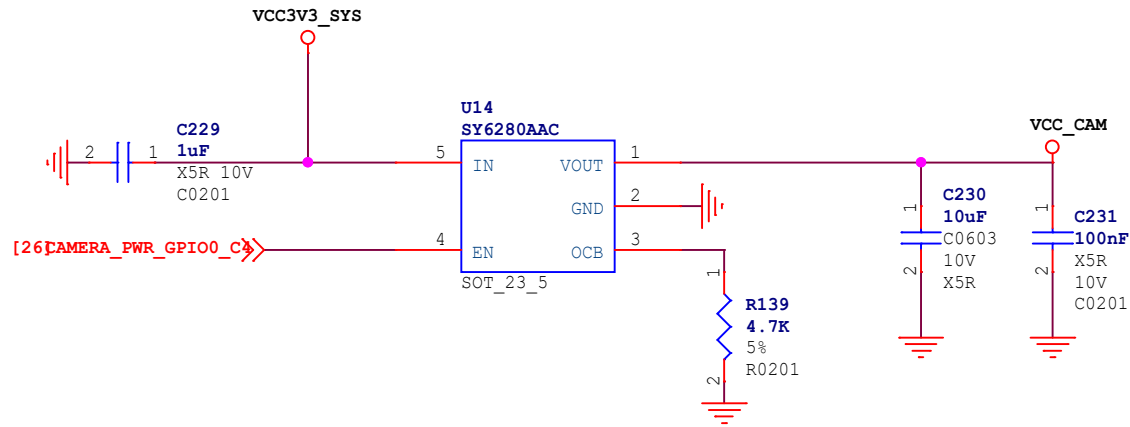 VCC3V3_SYS
U14
SY6280AAC
VCC_CAM
C229
1uF
X5R 10V
C0201
2
1
5
IN
VOUT
1
GND
2
4
EN
OCB
3
SOT_23_5
[26]CAMERA_PWR_GPIO0_C4
1
R139
4.7K
5%
R0201
2
1
C230
10uF
C0603
10V
X5R
2
1
C231
100nF
X5R
10V
C0201
2